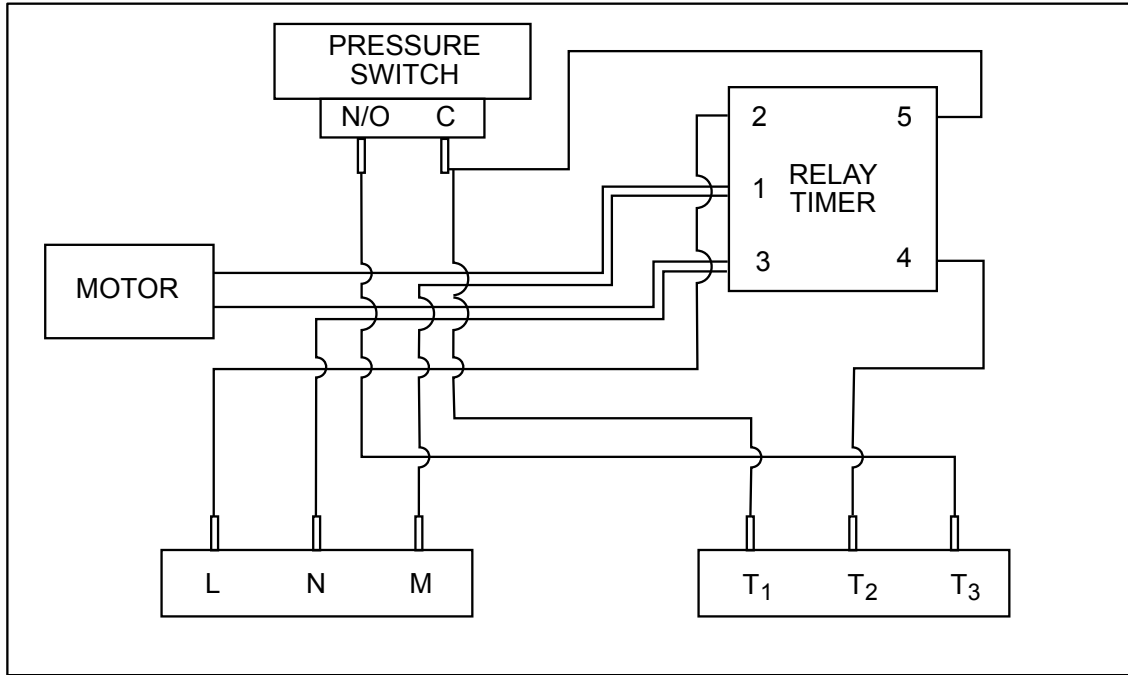 PRESSURE
SWITCH
N/O C
2 5
1 RELAY
TIMER
3 4
MOTOR
L N M
T1 T2 T3